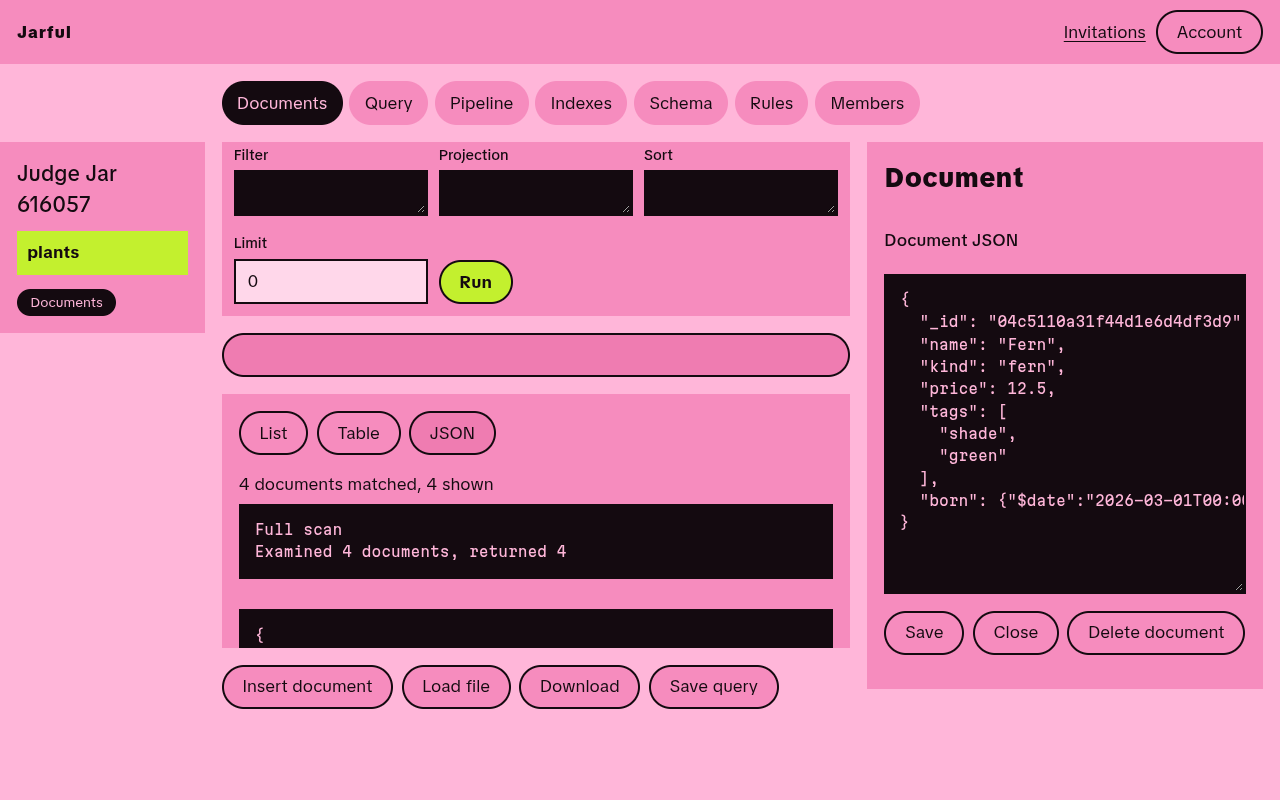 Jarful
Invitations
Account
Documents
Query
Pipeline
Indexes
Schema
Rules
Members
Judge Jar
616057
plants
Documents
Filter
Projection
Sort
Limit
0
Run
List
Table
JSON
4 documents matched, 4 shown
Full scan
Examined 4 documents, returned 4
{
Insert document
Load file
Download
Save query
Document
Document JSON
{
"_id": "04c5110a31f44d1e6d4df3d9"
"name": "Fern",
"kind": "fern",
"price": 12.5,
"tags": [
"shade",
"green"
],
"born": {"$date":"2026-03-01T00:00
}
Save
Close
Delete document